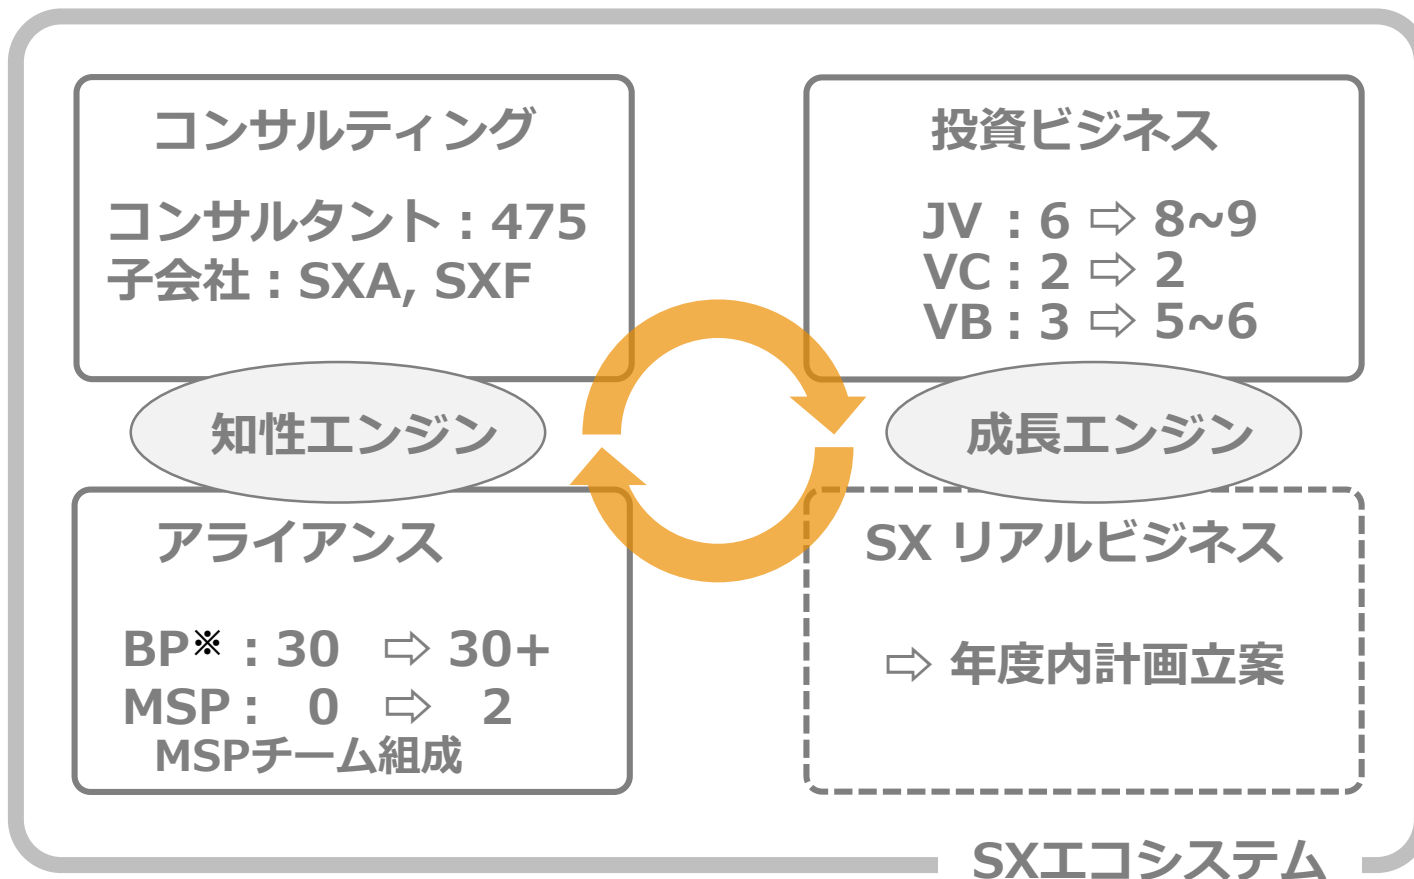 コンサルティング
コンサルタント：475
子会社：SXA, SXF
知性エンジン
アライアンス
BP※：30 ⇨ 30+
MSP： 0 ⇨ 2
MSPチーム組成
投資ビジネス
JV：6 ⇨ 8~9
VC：2 ⇨ 2
VB：3 ⇨ 5~6
成長エンジン
SX リアルビジネス
⇨ 年度内計画立案
SXエコシステム